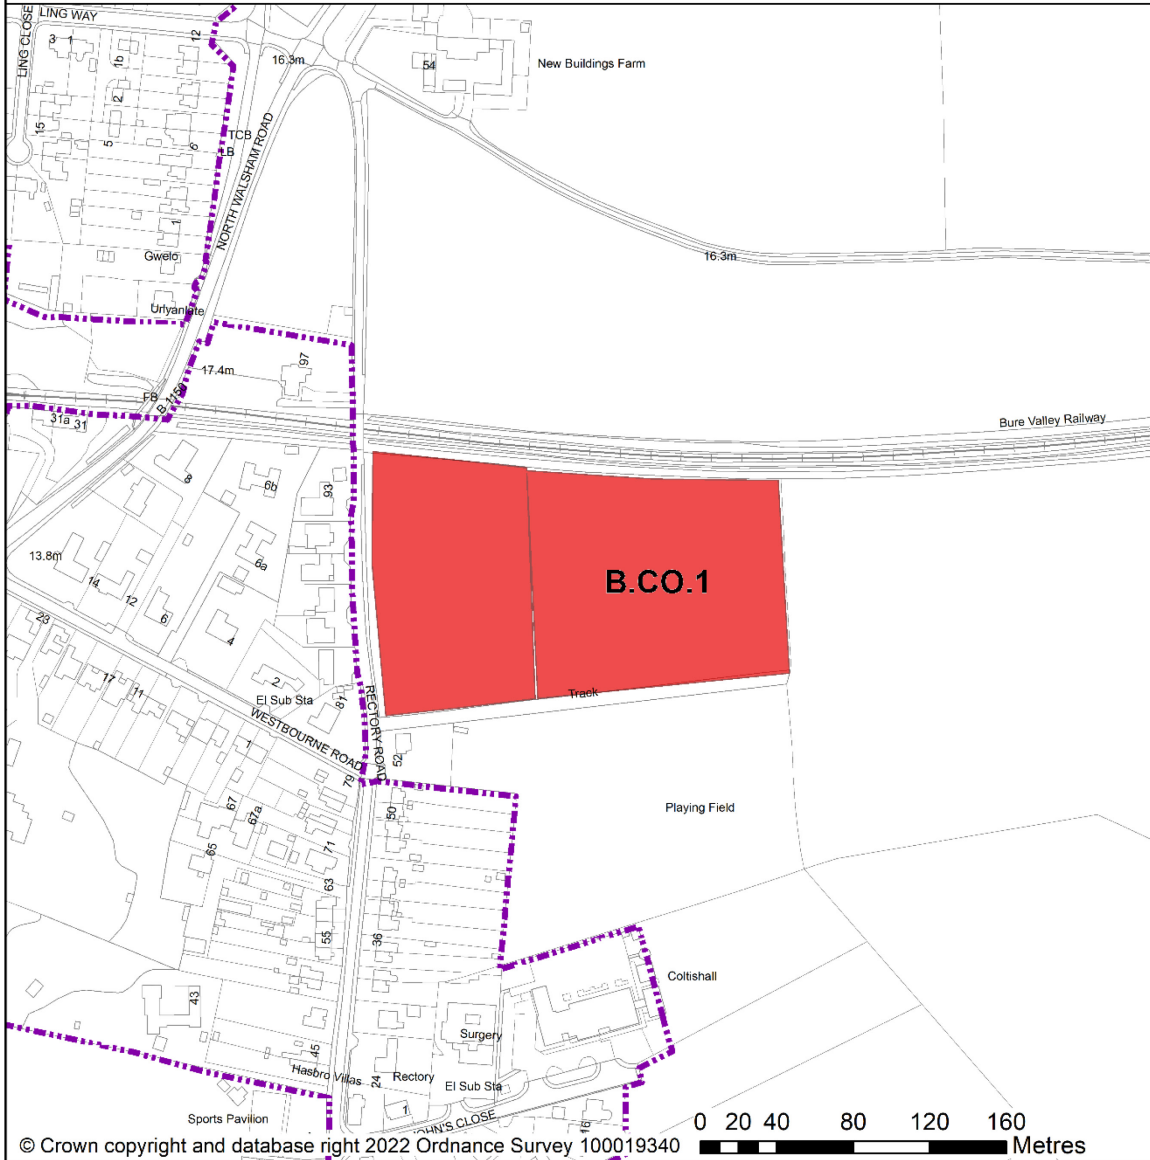 LING WAY
LING CLOSE
3
1
1b
12
16.3m
54
New Buildings Farm
2
15
5
6
TCB
LB
NORTH WALSHAM ROAD
1
Gwelo
16.3m
17.4m
97
FB
B 1150
31a
31
Bure Valley Railway
8
6b
93
13.8m
6a
14
12
6
4
B.CO.1
23
17
11
2
El Sub Sta
81
Track
RECTORY ROAD
WESTBOURNE ROAD
1
52
79
67
67a
50
Playing Field
65
71
63
55
36
Coltishall
43
Surgery
45
Hasbro Villas
24
Rectory
El Sub Sta
Sports Pavilion
1
OHN'S CLOSE
16
0 20 40 80 120 160
Metres
© Crown copyright and database right 2022 Ordnance Survey 100019340